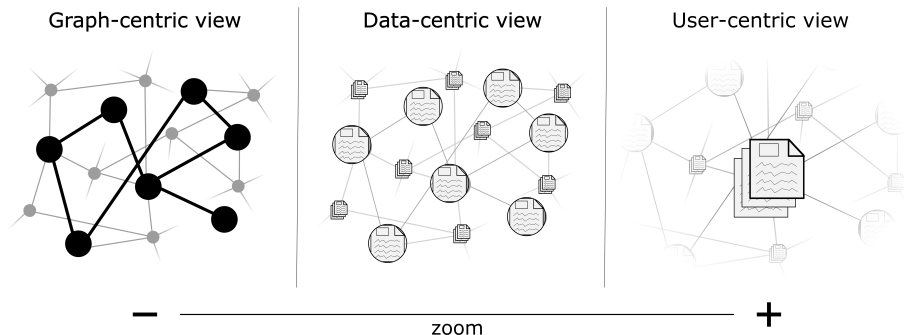 Graph-centric view
Data-centric view
User-centric view
− +
zoom